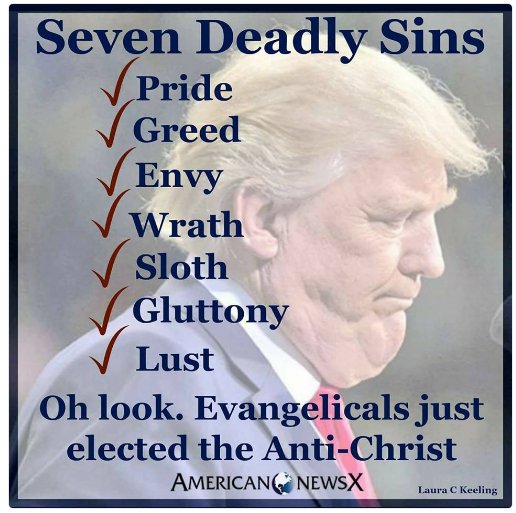 Seven Deadly Sins
Pride
Greed
Envy
Wrath
Sloth
Gluttony
Lust
Oh look. Evangelicals just
elected the Anti-Christ
AMERICAN NEWSX
Laura C Keeling